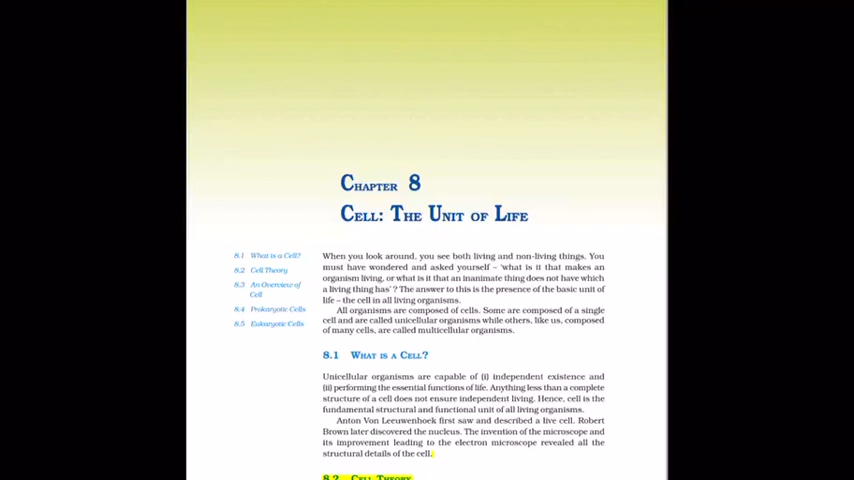 CHAPTER 8
CELL: THE UNIT OF LIFE
8.1 What is a Cell?
8.2 Cell Theory
8.3 An Overview of
Cell
8.4 Prokaryotic Cells
8.5 Eukaryotic Cells
When you look around, you see both living and non-living things. You
must have wondered and asked yourself – 'what is it that makes an
organism living, or what is it that an inanimate thing does not have which
a living thing has' ? The answer to this is the presence of the basic unit of
life – the cell in all living organisms.
All organisms are composed of cells. Some are composed of a single
cell and are called unicellular organisms while others, like us, composed
of many cells, are called multicellular organisms.
8.1 WHAT IS A CELL?
Unicellular organisms are capable of (i) independent existence and
(ii) performing the essential functions of life. Anything less than a complete
structure of a cell does not ensure independent living. Hence, cell is the
fundamental structural and functional unit of all living organisms.
Anton Von Leeuwenhoek first saw and described a live cell. Robert
Brown later discovered the nucleus. The invention of the microscope and
its improvement leading to the electron microscope revealed all the
structural details of the cell.
8.2 CELL THEORY